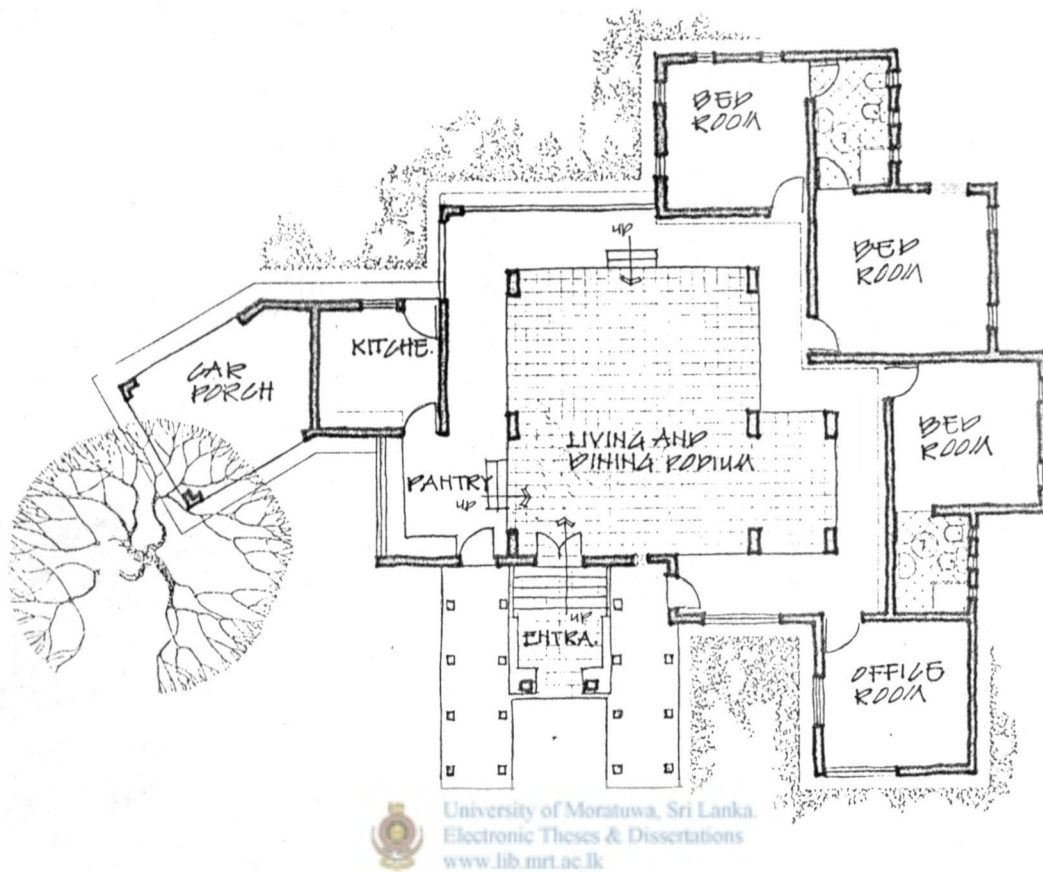 BED
ROOM
UP
BED
ROOM
KITCHE.
CAR
PORCH
LIVING AND
DINING PODIUM
BED
ROOM
PANTRY
UP
UP
ENTRA.
OFFICE
ROOM
University of Moratuwa, Sri Lanka.
Electronic Theses & Dissertations
www.lib.mrt.ac.lk